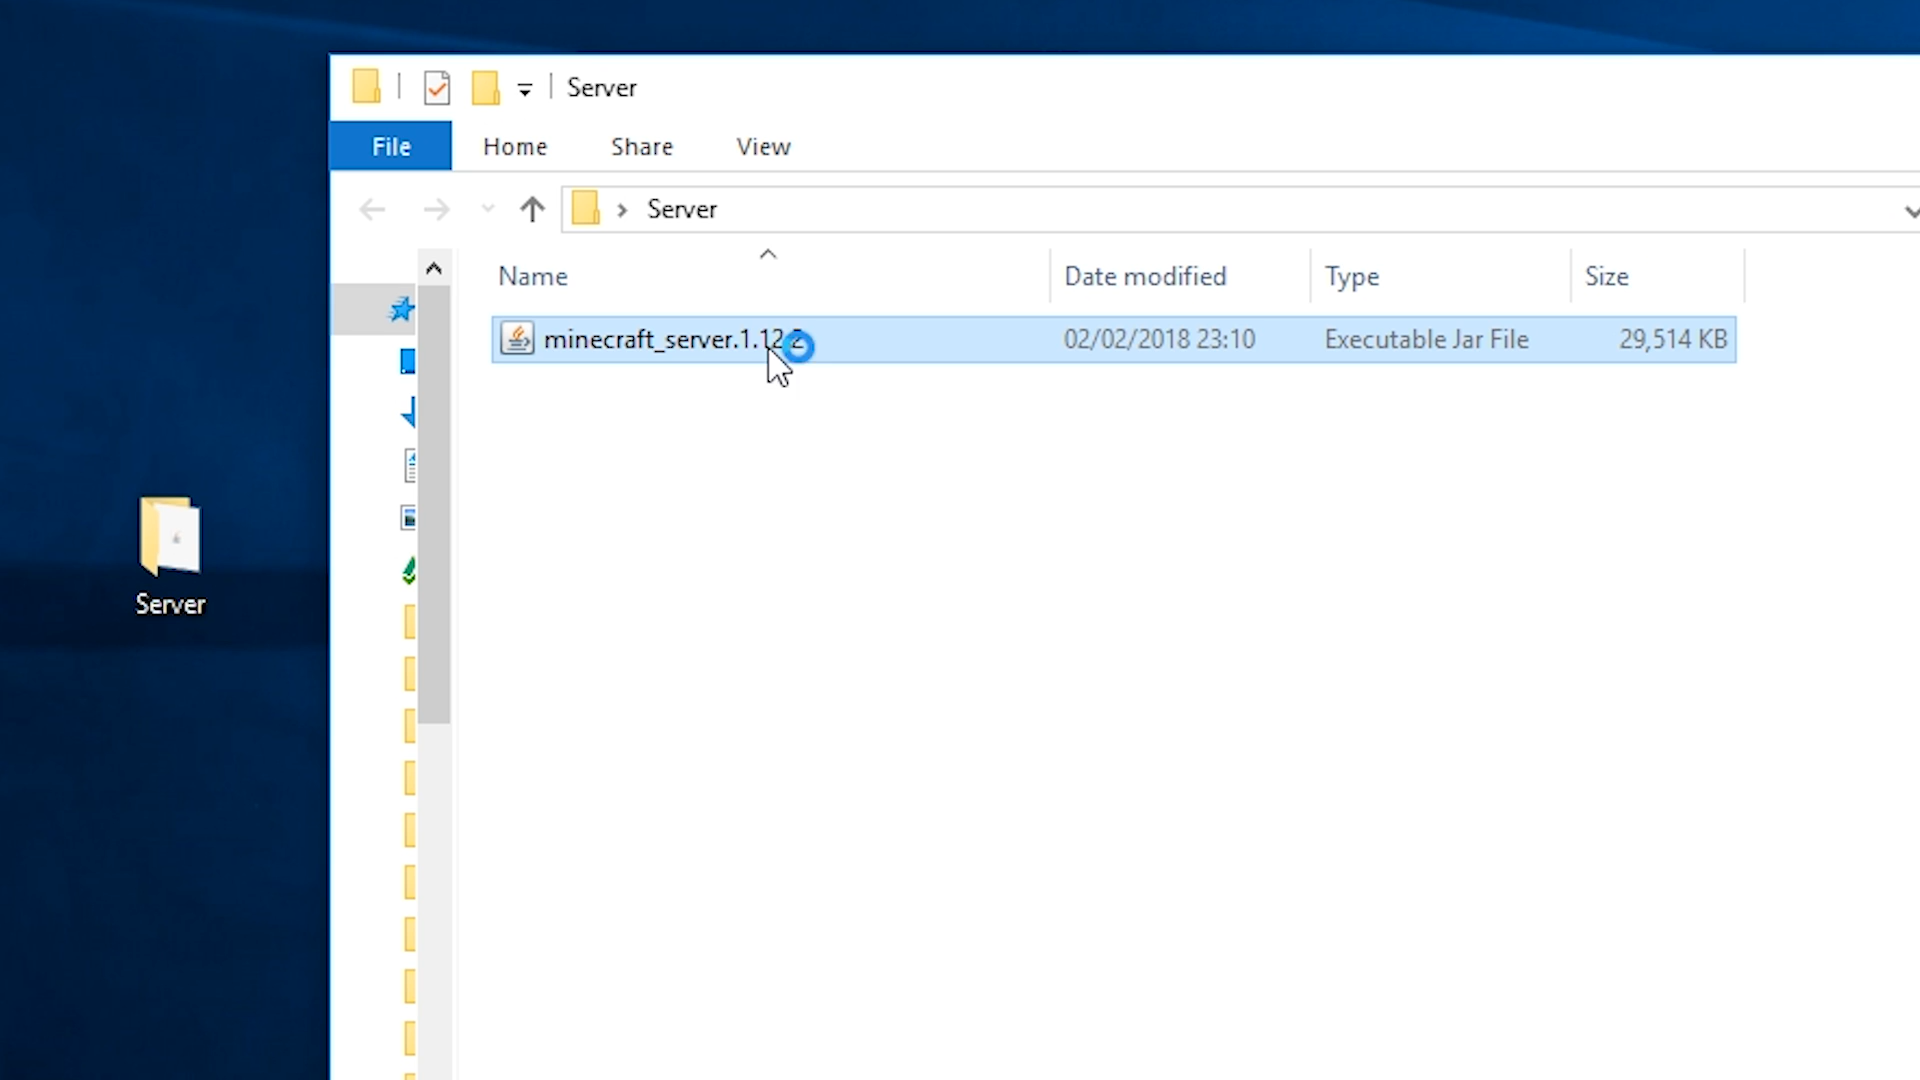 Server
File Home Share View
Server
Name Date modified Type Size
minecraft_server.1.12.2 02/02/2018 23:10 Executable Jar File 29,514 KB
Server